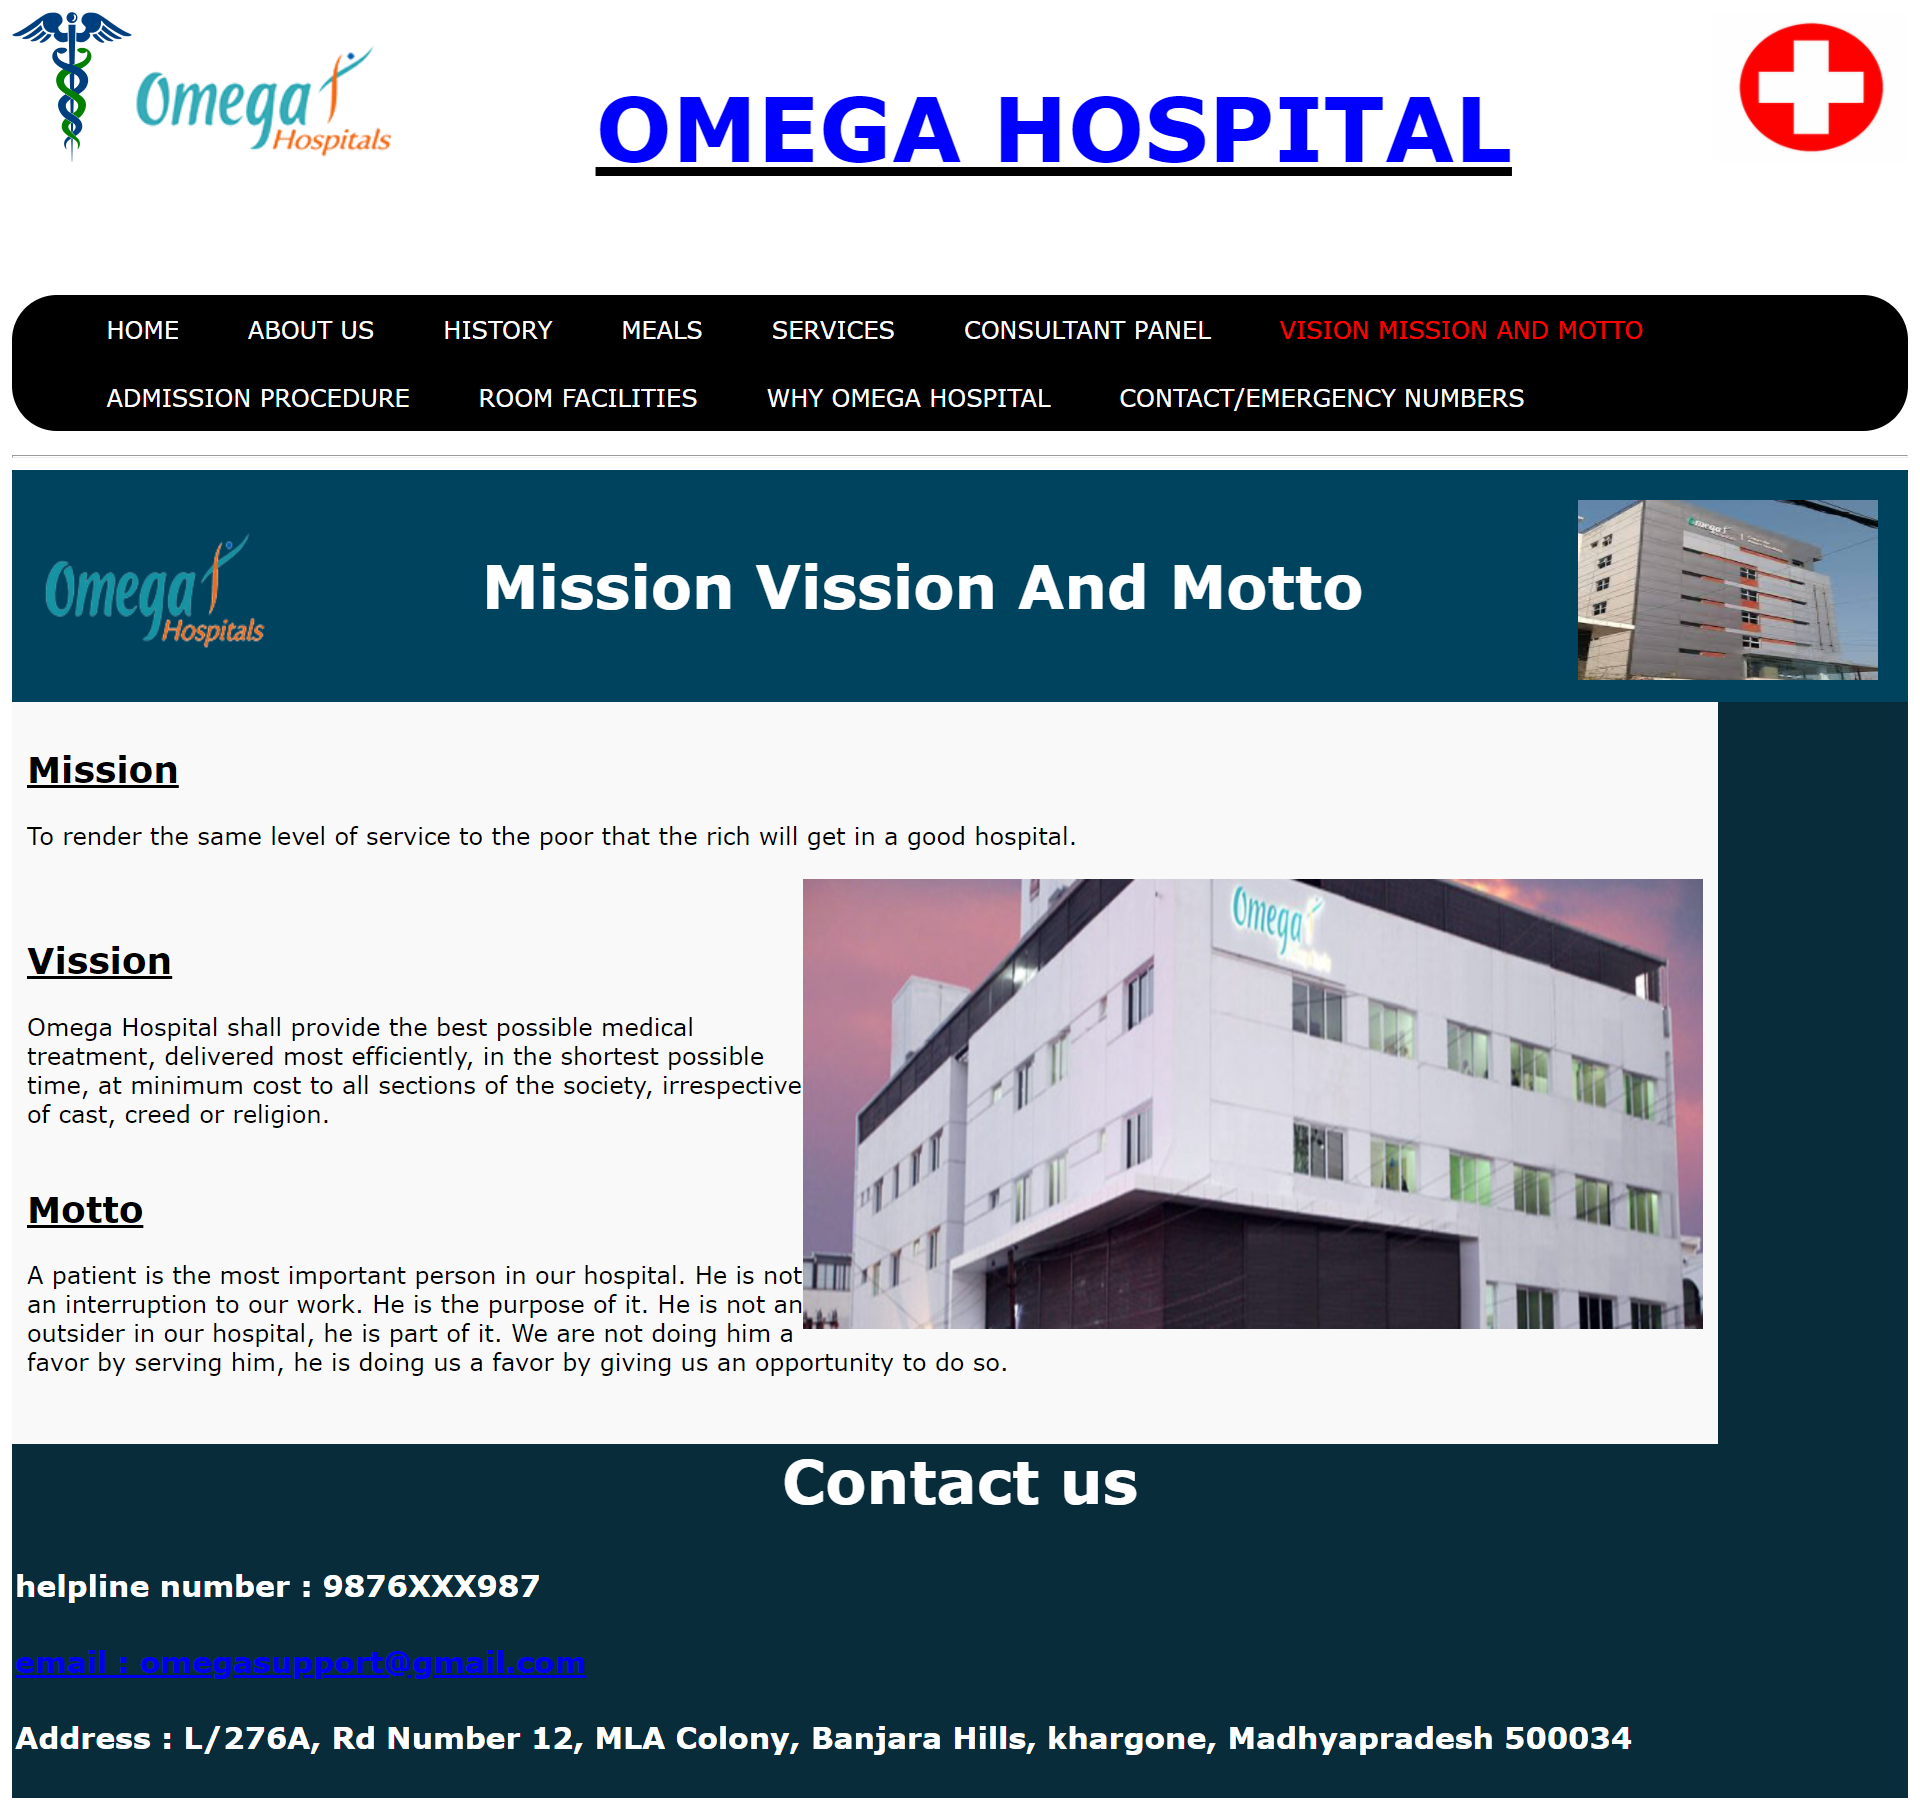 Omega
Hospitals
OMEGA HOSPITAL
HOME ABOUT US HISTORY MEALS SERVICES CONSULTANT PANEL VISION MISSION AND MOTTO
ADMISSION PROCEDURE ROOM FACILITIES WHY OMEGA HOSPITAL CONTACT/EMERGENCY NUMBERS
Omega
Hospitals
Mission Vission And Motto
Omega
Mission
To render the same level of service to the poor that the rich will get in a good hospital.
Omega
Vission
Omega Hospital shall provide the best possible medical
treatment, delivered most efficiently, in the shortest possible
time, at minimum cost to all sections of the society, irrespective
of cast, creed or religion.
Motto
A patient is the most important person in our hospital. He is not
an interruption to our work. He is the purpose of it. He is not an
outsider in our hospital, he is part of it. We are not doing him a
favor by serving him, he is doing us a favor by giving us an opportunity to do so.
Contact us
helpline number : 9876XXX987
email : omegasupport@gmail.com
Address : L/276A, Rd Number 12, MLA Colony, Banjara Hills, khargone, Madhyapradesh 500034